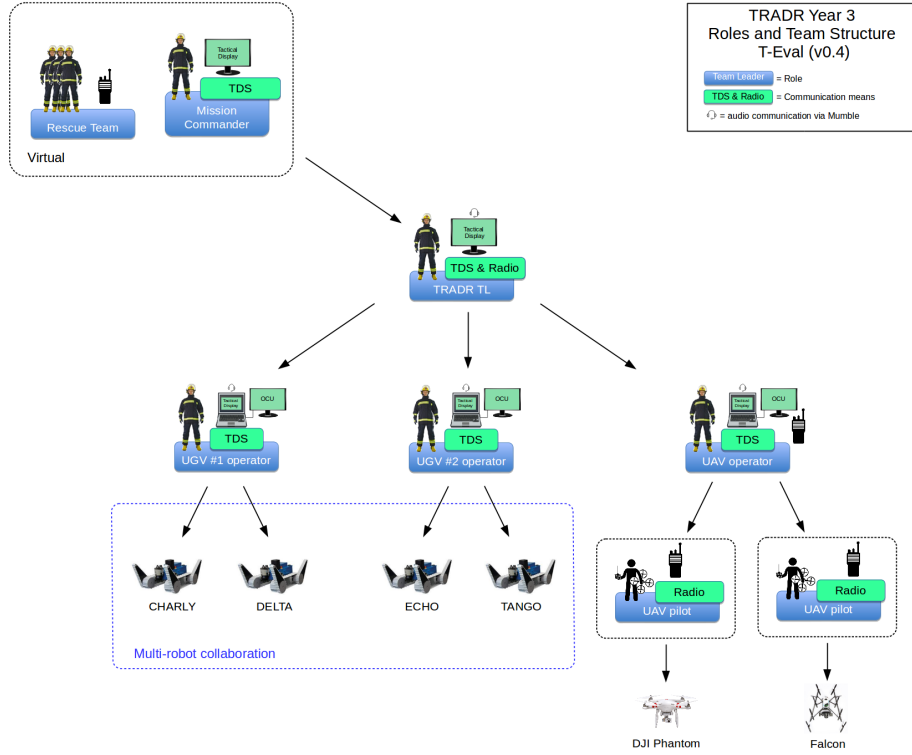 TRADR Year 3
Roles and Team Structure
T-Eval (v0.4)
Team Leader = Role
TDS & Radio = Communication means
= audio communication via Mumble
Tactical
Display
TDS
Rescue Team
Mission
Commander
Virtual
Tactical
Display
TDS & Radio
TRADR TL
Tactical
Display
OCU
TDS
UGV #1 operator
Tactical
Display
OCU
TDS
UGV #2 operator
Tactical
Display
OCU
TDS
UAV operator
CHARLY
DELTA
ECHO
TANGO
Multi-robot collaboration
Radio
UAV pilot
Radio
UAV pilot
DJI Phantom
Falcon